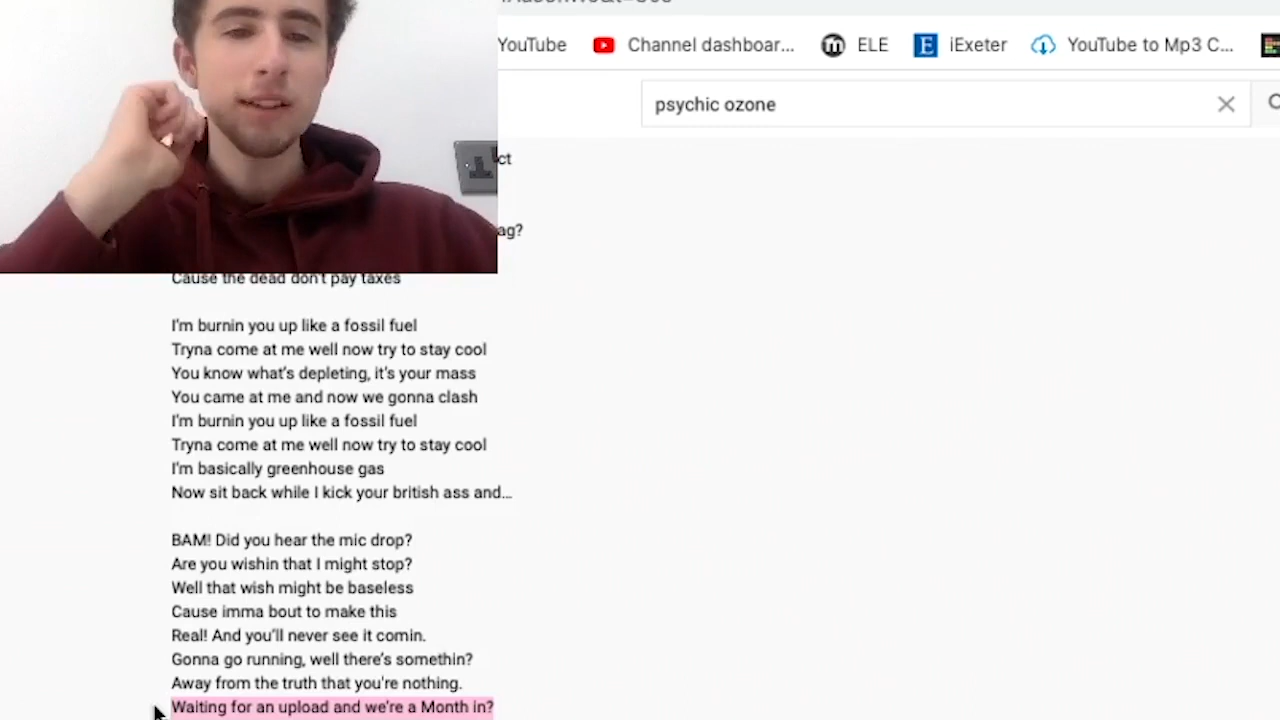 YouTube Channel dashboar... ELE iExeter YouTube to Mp3 C...
psychic ozone
ct
ag?
Cause the dead don't pay taxes
I'm burnin you up like a fossil fuel
Tryna come at me well now try to stay cool
You know what's depleting, it's your mass
You came at me and now we gonna clash
I'm burnin you up like a fossil fuel
Tryna come at me well now try to stay cool
I'm basically greenhouse gas
Now sit back while I kick your british ass and...
BAM! Did you hear the mic drop?
Are you wishin that I might stop?
Well that wish might be baseless
Cause imma bout to make this
Real! And you'll never see it comin.
Gonna go running, well there's somethin?
Away from the truth that you're nothing.
Waiting for an upload and we're a Month in?